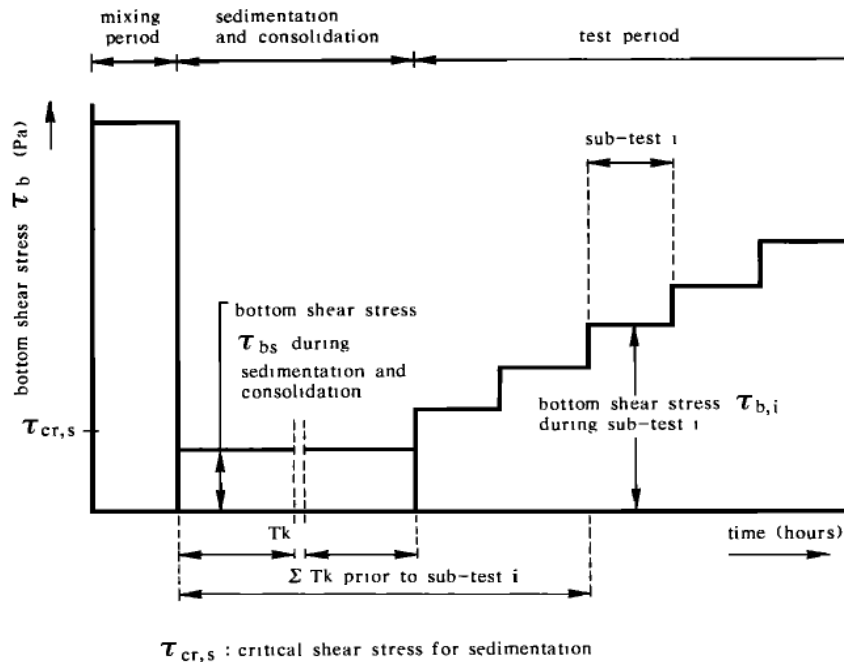 mixing
period
sedimentation
and consolidation
test period
bottom shear stress τb (Pa)
sub-test ı
bottom shear stress
τbs during
sedimentation and
consolidation
τcr,s
bottom shear stress τb,i
during sub-test ı
Tk
time (hours)
Σ Tk prior to sub-test i
τcr,s : critical shear stress for sedimentation